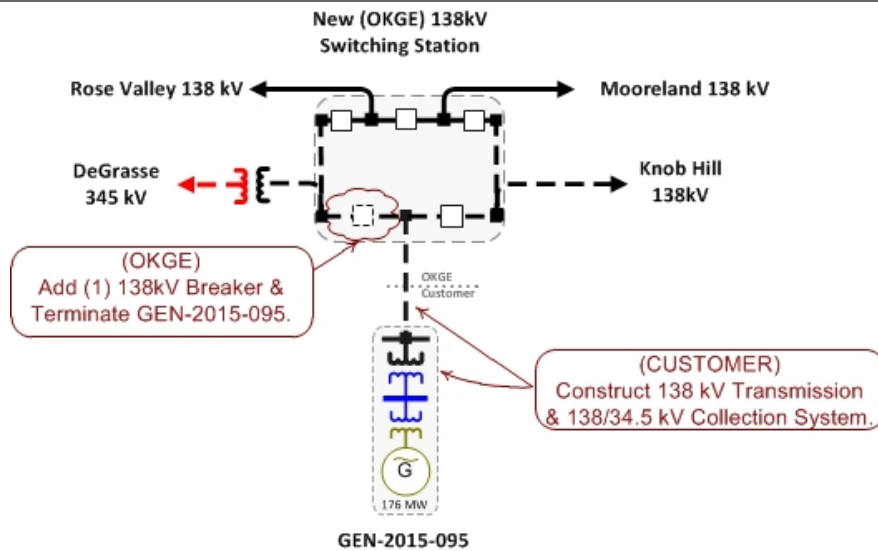 New (OKGE) 138kV
Switching Station
Rose Valley 138 kV
Mooreland 138 kV
DeGrasse
345 kV
Knob Hill
138kV
(OKGE)
Add (1) 138kV Breaker &
Terminate GEN-2015-095.
OKGE
Customer
(CUSTOMER)
Construct 138 kV Transmission
& 138/34.5 kV Collection System.
G
176 MW
GEN-2015-095